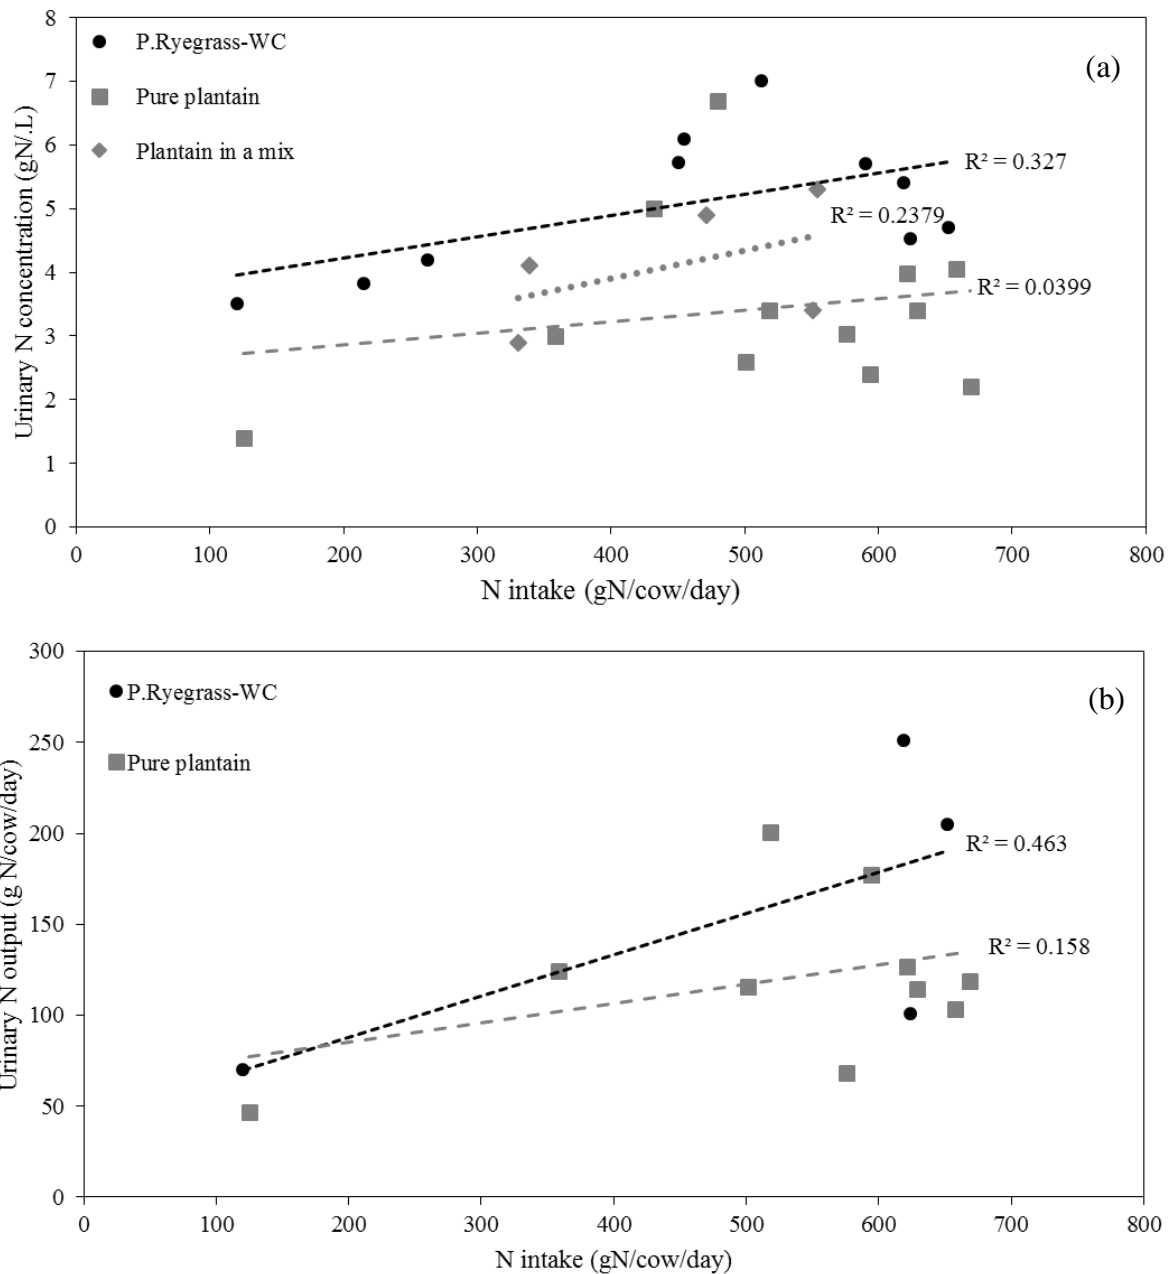 8
7
6
5
4
3
2
1
0
Urinary N concentration (gN/.L)
P.Ryegrass-WC
Pure plantain
Plantain in a mix
(a)
R² = 0.327
R² = 0.2379
R² = 0.0399
0 100 200 300 400 500 600 700 800
N intake (gN/cow/day)
300
250
200
150
100
50
0
Urinary N output (g N/cow/day)
P.Ryegrass-WC
Pure plantain
(b)
R² = 0.463
R² = 0.158
0 100 200 300 400 500 600 700 800
N intake (gN/cow/day)